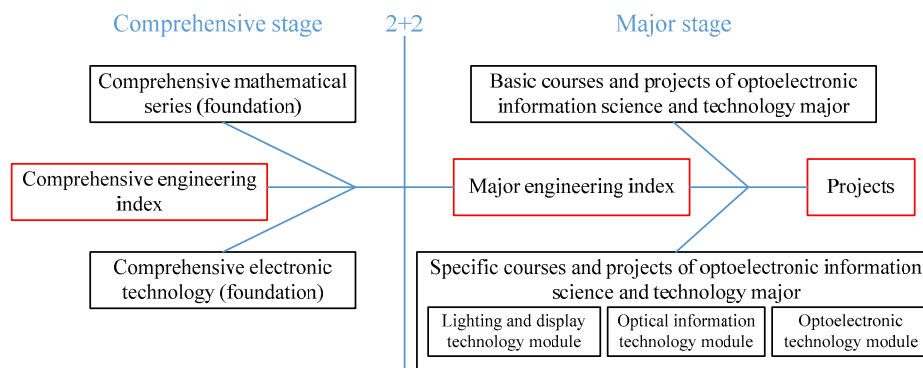 Comprehensive stage
2+2
Major stage
Comprehensive mathematical
series (foundation)
Basic courses and projects of optoelectronic
information science and technology major
Comprehensive engineering
index
Major engineering index
Projects
Comprehensive electronic
technology (foundation)
Specific courses and projects of optoelectronic information
science and technology major
Lighting and display
technology module
Optical information
technology module
Optoelectronic
technology module